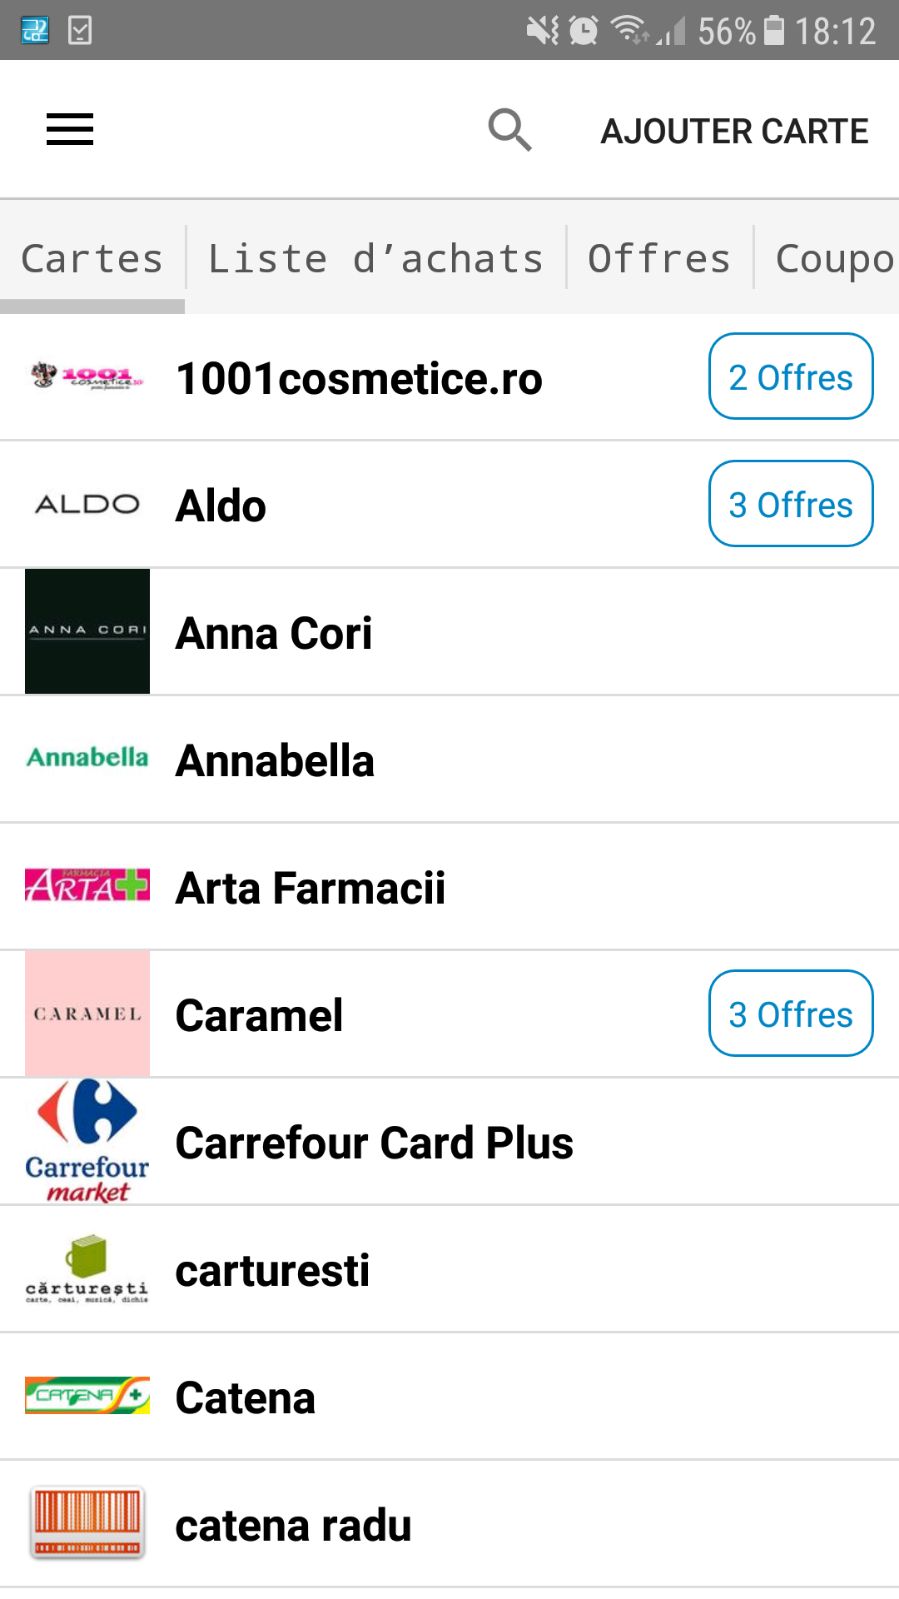 56% 18:12
AJOUTER CARTE
Cartes Liste d’achats Offres Coupo
1001 cosmetice.ro 1001cosmetice.ro 2 Offres
ALDO Aldo 3 Offres
ANNA CORI Anna Cori
Annabella Annabella
FARMACIA
ARTA Arta Farmacii
CARAMEL Caramel 3 Offres
Carrefour Carrefour Card Plus
market
cărturești carturesti
carte, ceai, muzică, dichis
CATENA Catena
catena radu